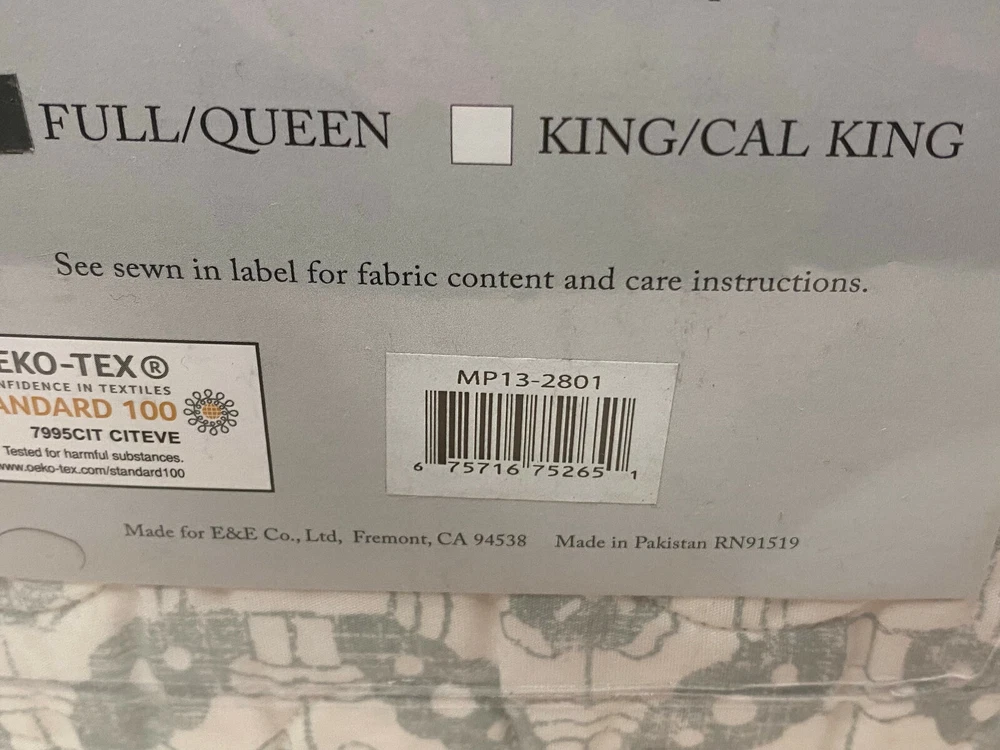 FULL/QUEEN KING/CAL KING
See sewn in label for fabric content and care instructions.
EKO-TEX®
NFIDENCE IN TEXTILES
ANDARD 100
7995CIT CITEVE
Tested for harmful substances.
www.oeko-tex.com/standard100
MP13-2801
6 75716 75265 1
Made for E&E Co., Ltd, Fremont, CA 94538 Made in Pakistan RN91519